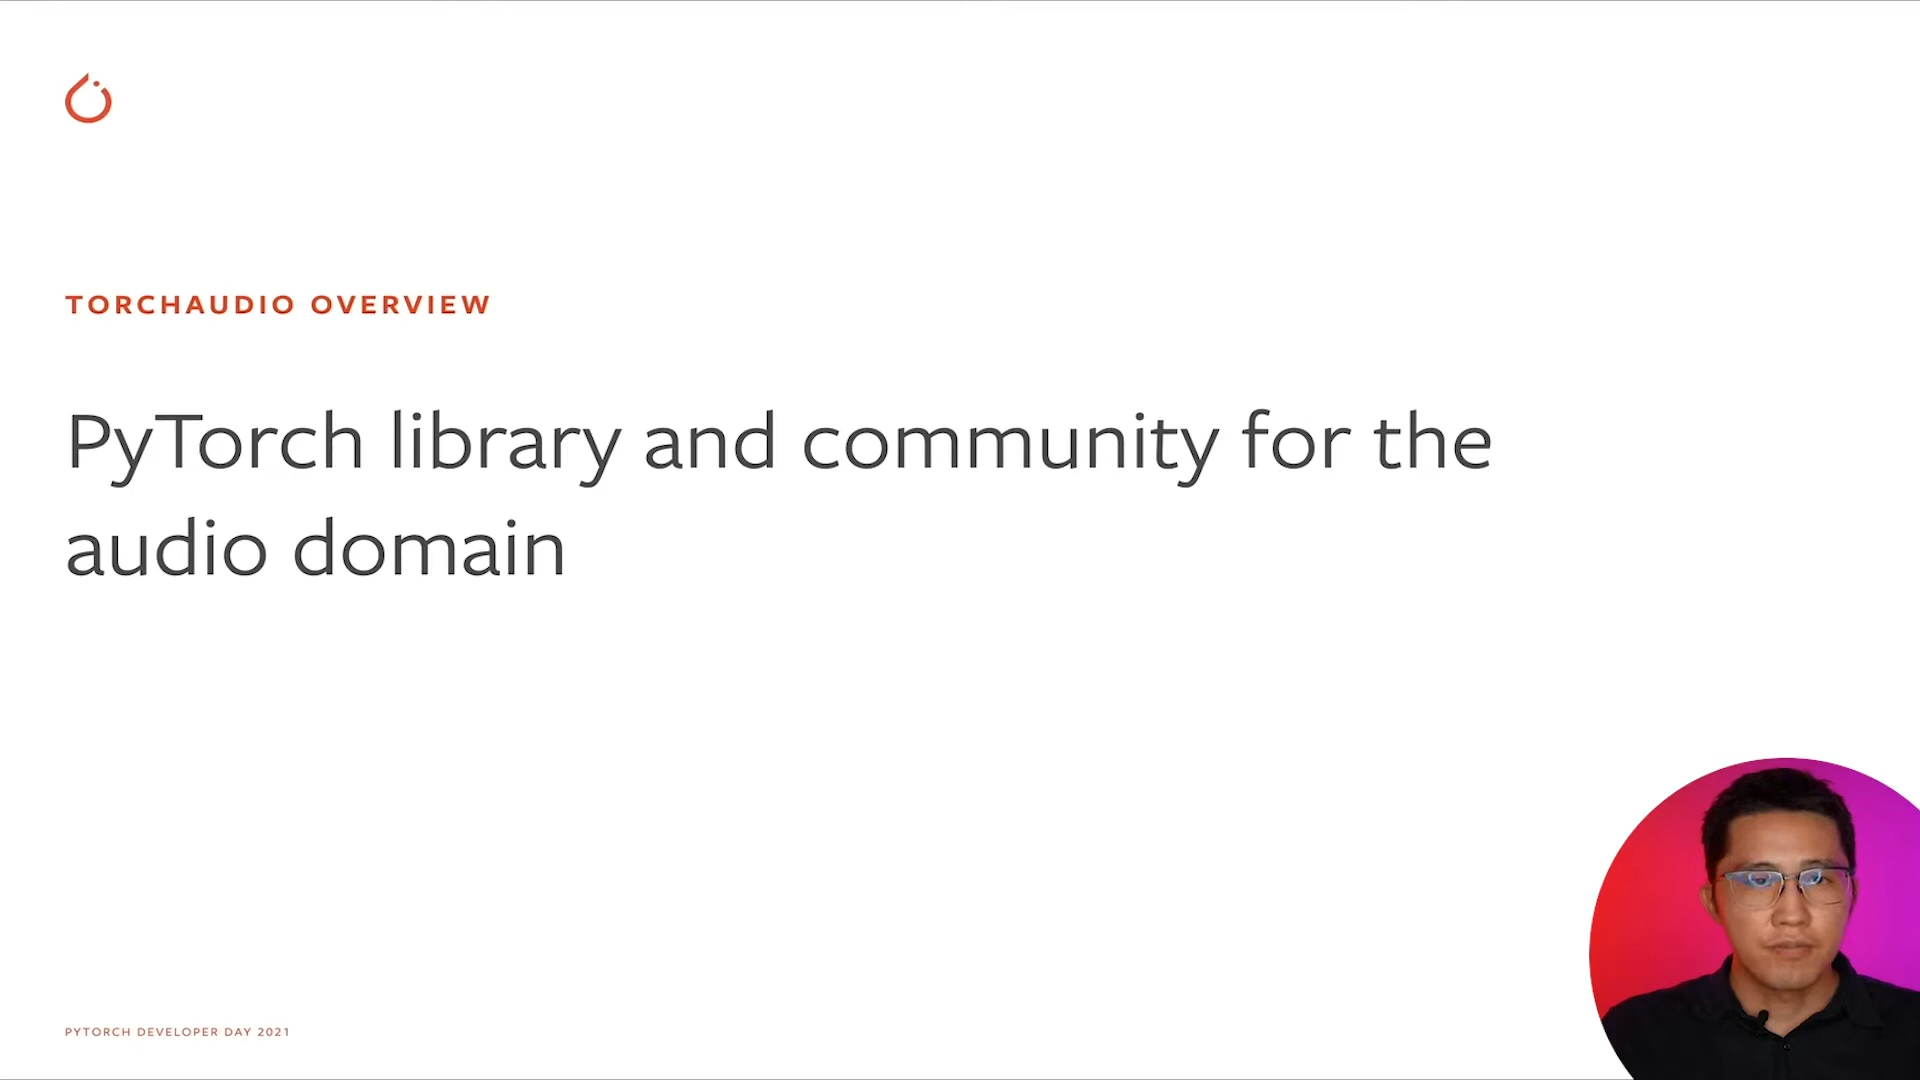 TORCHAUDIO OVERVIEW
PyTorch library and community for the
audio domain
PYTORCH DEVELOPER DAY 2021